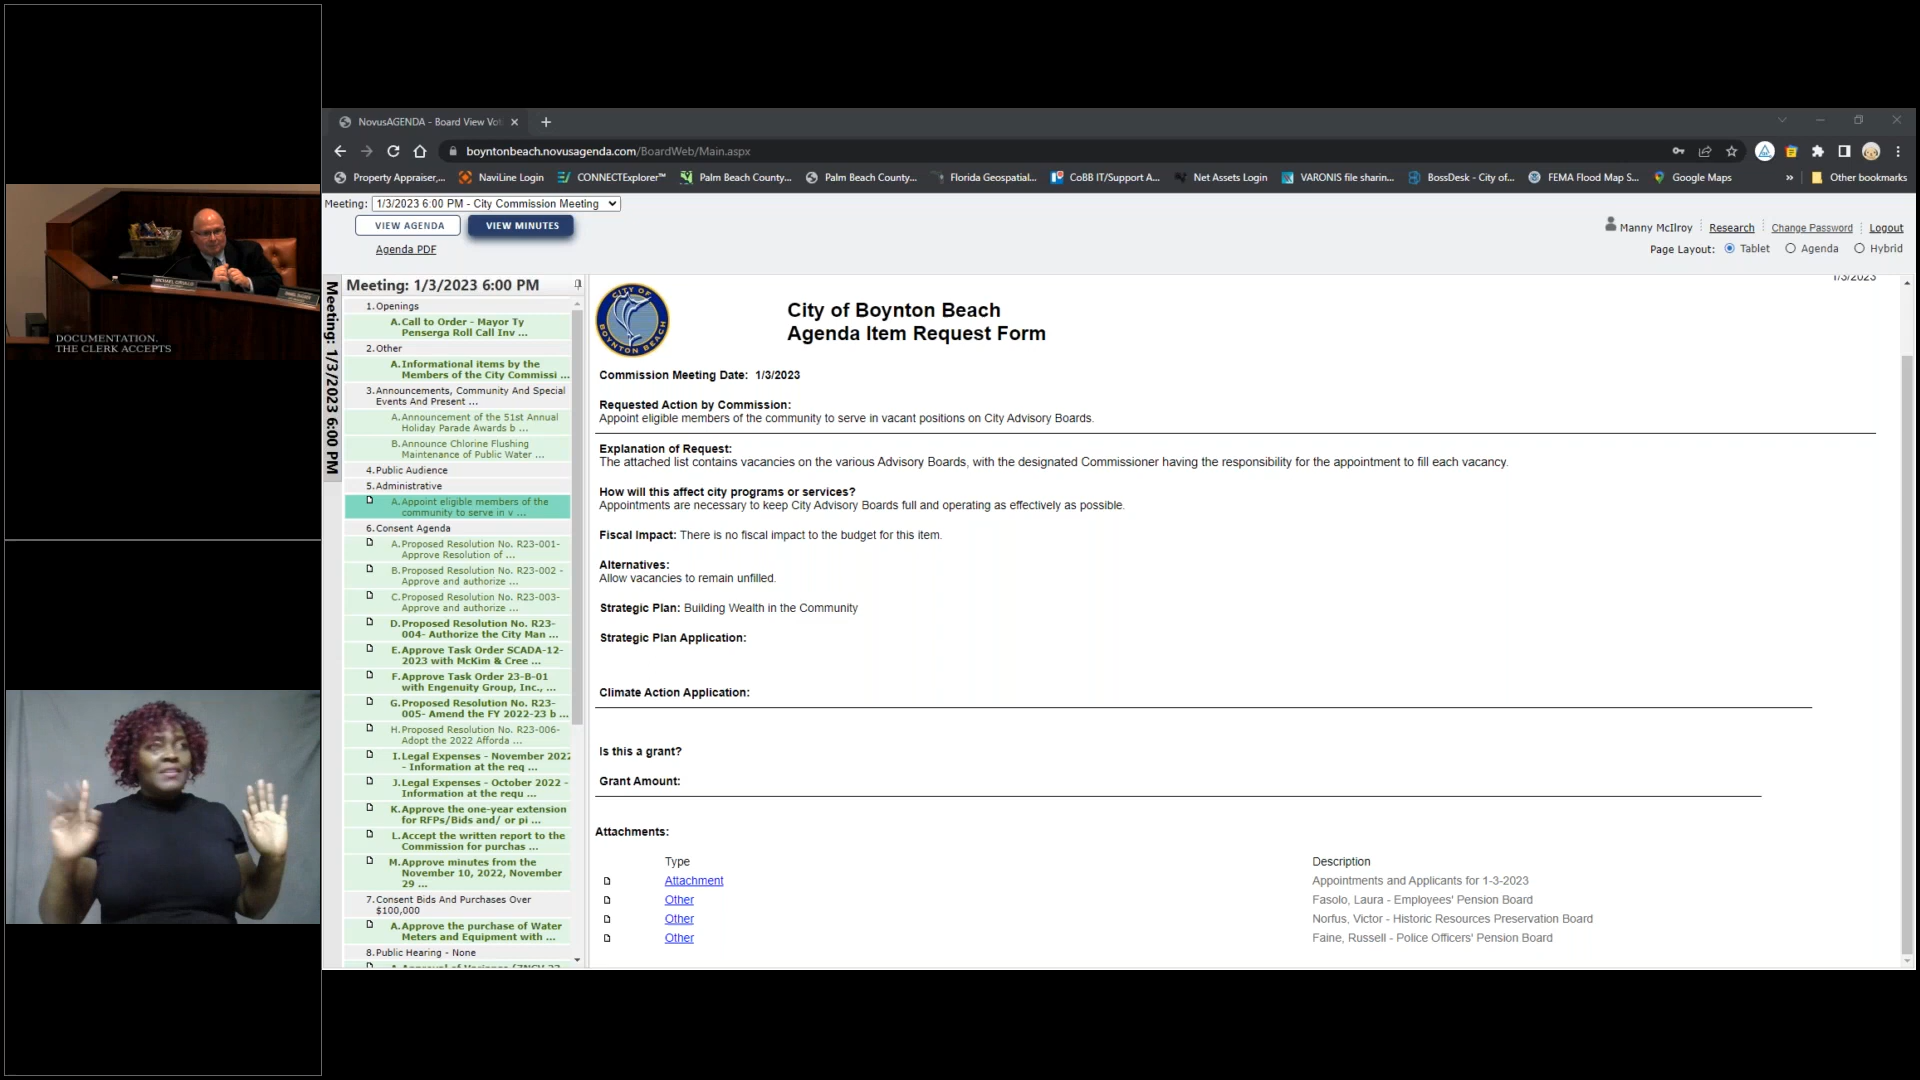 DOCUMENTATION,
THE CLERK ACCEPTS
NovusAGENDA - Board View Vot
boyntonbeach.novusagenda.com/BoardWeb/Main.aspx
Property Appraiser,... NaviLine Login CONNECTExplorer™ Palm Beach County... Palm Beach County... Florida Geospatial... CoBB IT/Support A... Net Assets Login VARONIS file sharin... BossDesk - City of... FEMA Flood Map S... Google Maps » Other bookmarks
Meeting: 1/3/2023 6:00 PM - City Commission Meeting
VIEW AGENDA VIEW MINUTES
Agenda PDF
Manny McIlroy Research Change Password Logout
Page Layout: Tablet Agenda Hybrid
Meeting: 1/3/2023 6:00 PM
Meeting: 1/3/2023 6:00 PM
1.Openings
A.Call to Order - Mayor Ty
Penserga Roll Call Inv ...
2.Other
A.Informational items by the
Members of the City Commissi ...
3.Announcements, Community And Special
Events And Present ...
A.Announcement of the 51st Annual
Holiday Parade Awards b ...
B.Announce Chlorine Flushing
Maintenance of Public Water ...
4.Public Audience
5.Administrative
A.Appoint eligible members of the
community to serve in v ...
6.Consent Agenda
A.Proposed Resolution No. R23-001-
Approve Resolution of ...
B.Proposed Resolution No. R23-002 -
Approve and authorize ...
C.Proposed Resolution No. R23-003-
Approve and authorize ...
D.Proposed Resolution No. R23-
004- Authorize the City Man ...
E.Approve Task Order SCADA-12-
2023 with McKim & Cree ...
F.Approve Task Order 23-B-01
with Engenuity Group, Inc., ...
G.Proposed Resolution No. R23-
005- Amend the FY 2022-23 b ...
H.Proposed Resolution No. R23-006-
Adopt the 2022 Afforda ...
I.Legal Expenses - November 2022
- Information at the req ...
J.Legal Expenses - October 2022 -
Information at the requ ...
K.Approve the one-year extension
for RFPs/Bids and/ or pi ...
L.Accept the written report to the
Commission for purchas ...
M.Approve minutes from the
November 10, 2022, November
29 ...
7.Consent Bids And Purchases Over
$100,000
A.Approve the purchase of Water
Meters and Equipment with ...
8.Public Hearing - None
1/3/2023
CITY OF
BOYNTON BEACH
City of Boynton Beach
Agenda Item Request Form
Commission Meeting Date: 1/3/2023
Requested Action by Commission:
Appoint eligible members of the community to serve in vacant positions on City Advisory Boards.
Explanation of Request:
The attached list contains vacancies on the various Advisory Boards, with the designated Commissioner having the responsibility for the appointment to fill each vacancy.
How will this affect city programs or services?
Appointments are necessary to keep City Advisory Boards full and operating as effectively as possible.
Fiscal Impact: There is no fiscal impact to the budget for this item.
Alternatives:
Allow vacancies to remain unfilled.
Strategic Plan: Building Wealth in the Community
Strategic Plan Application:
Climate Action Application:
Is this a grant?
Grant Amount:
Attachments:
Type Description
Attachment Appointments and Applicants for 1-3-2023
Other Fasolo, Laura - Employees' Pension Board
Other Norfus, Victor - Historic Resources Preservation Board
Other Faine, Russell - Police Officers' Pension Board